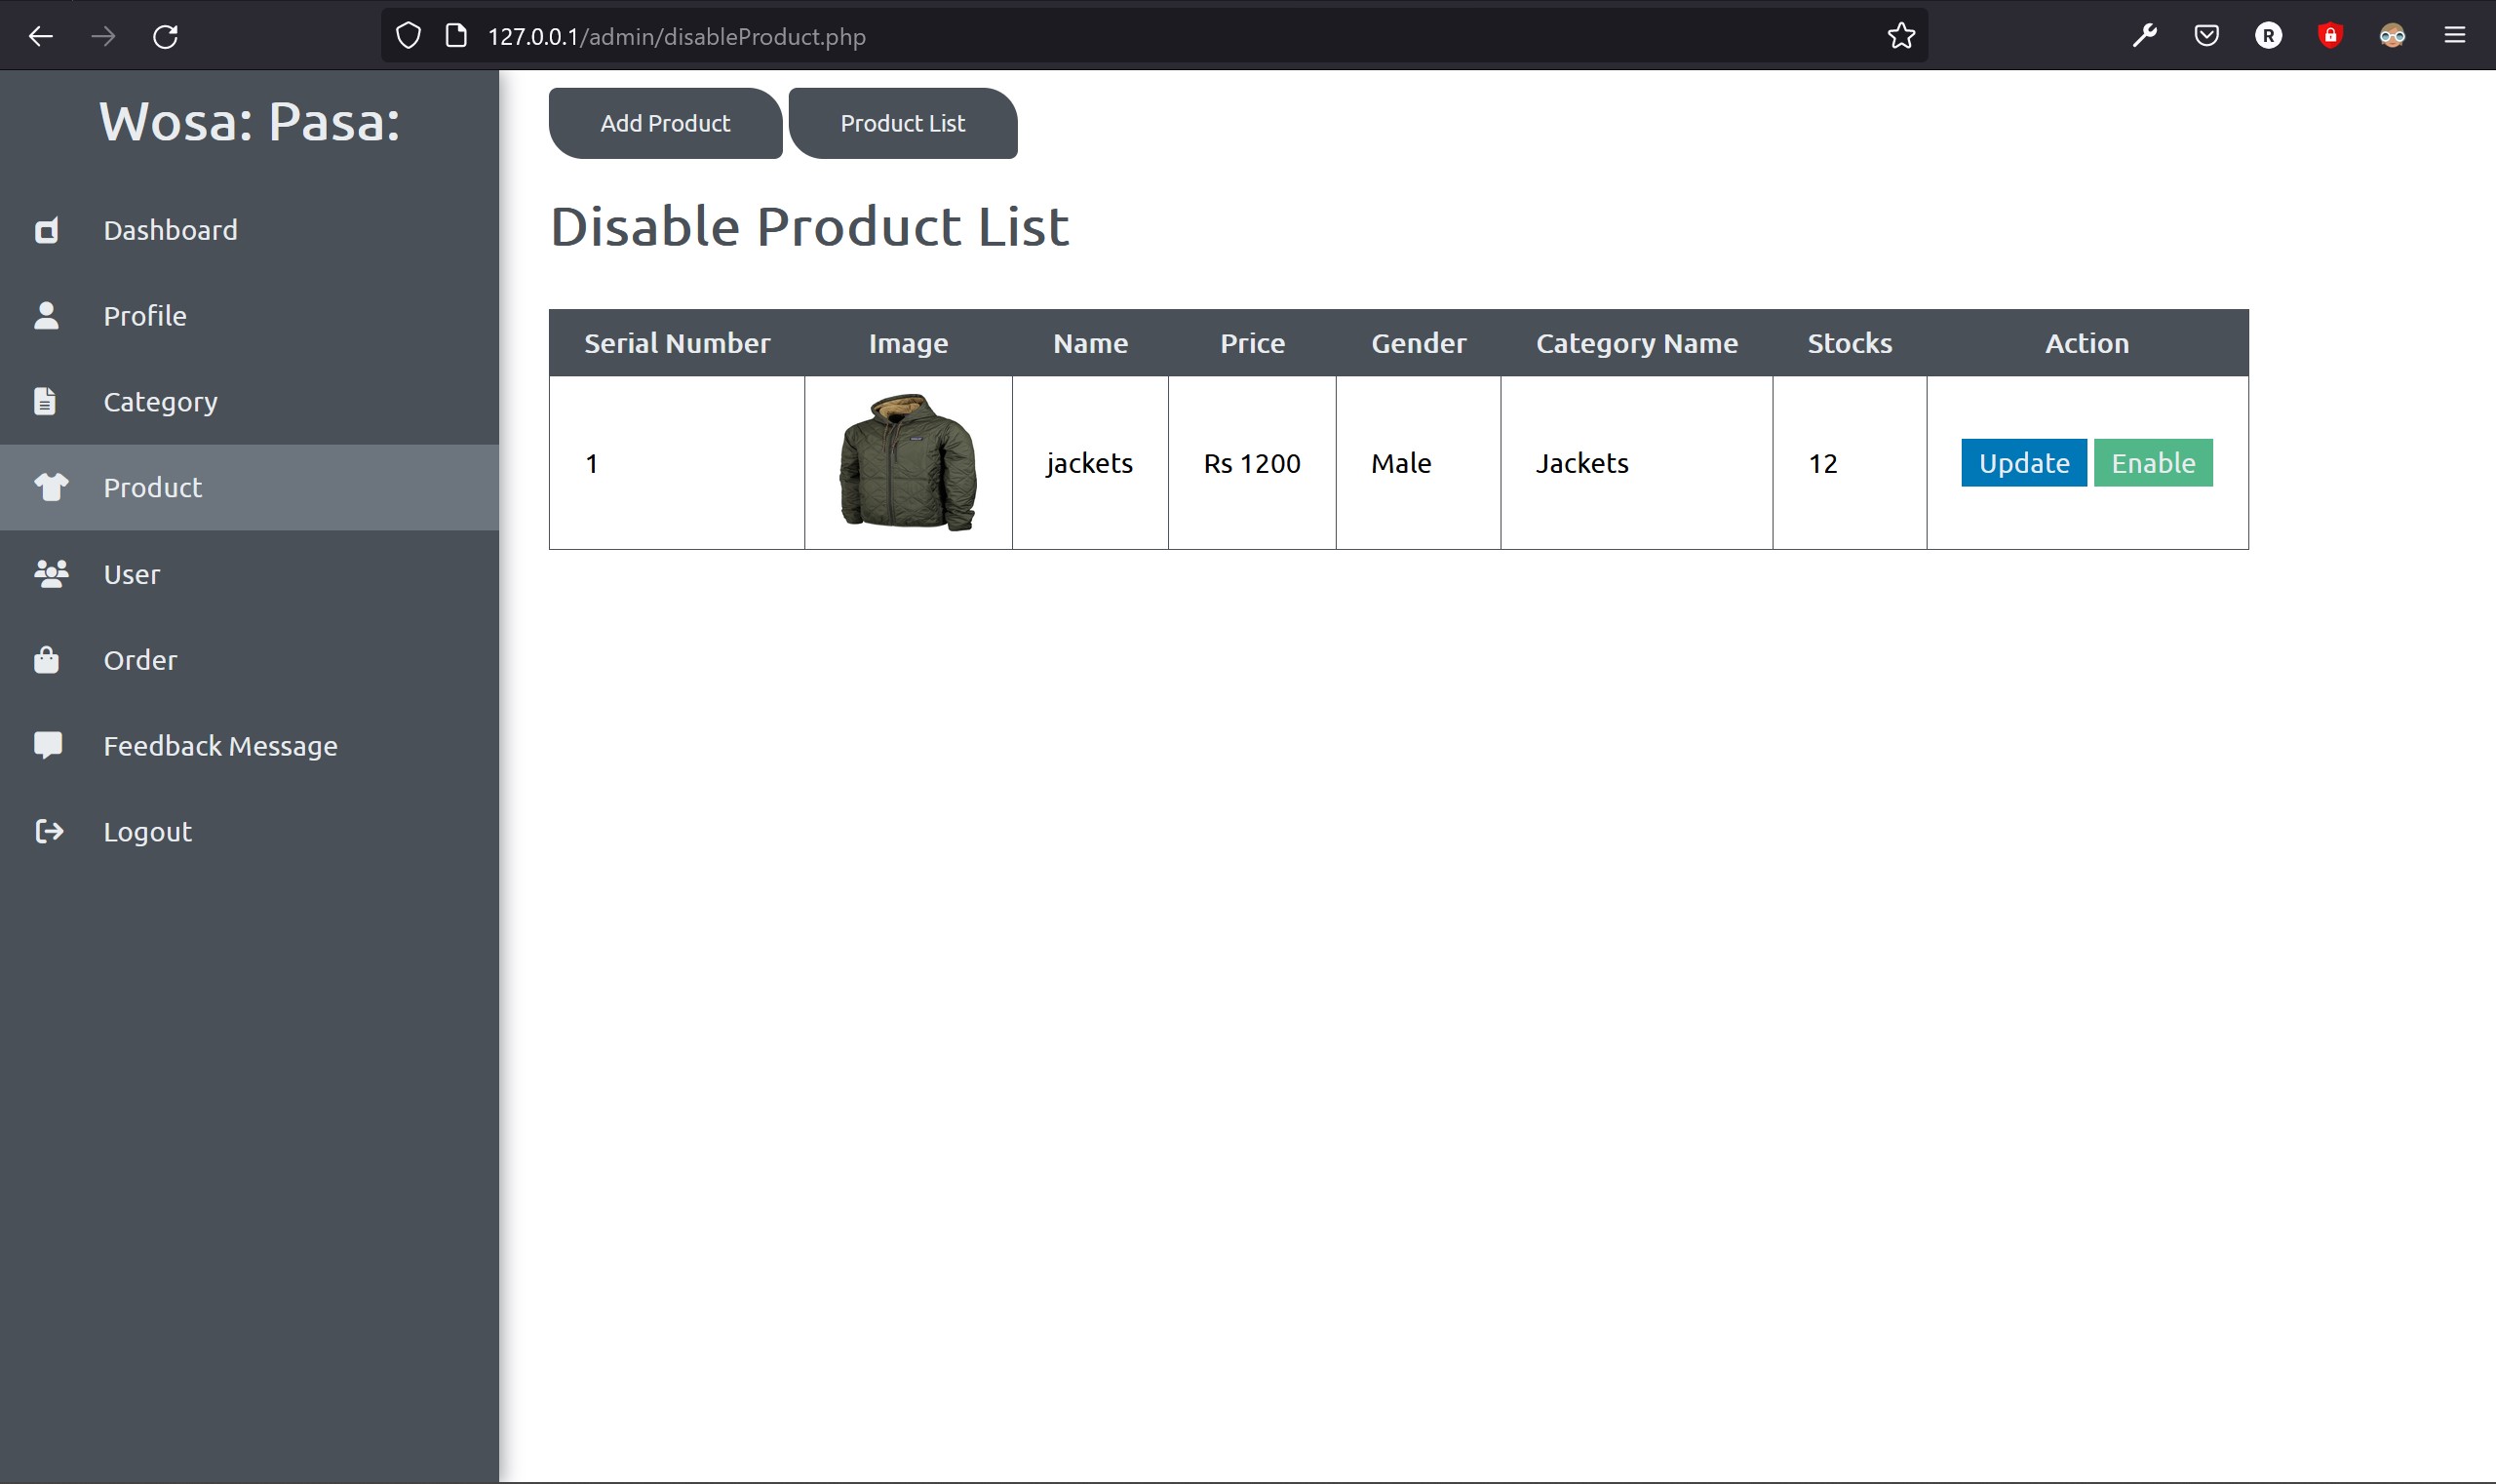 127.0.0.1/admin/disableProduct.php
R
Wosa: Pasa:
Dashboard
Profile
Category
Product
User
Order
Feedback Message
Logout
Add Product
Product List
Disable Product List
Serial Number Image Name Price Gender Category Name Stocks Action
1 jackets Rs 1200 Male Jackets 12 Update Enable